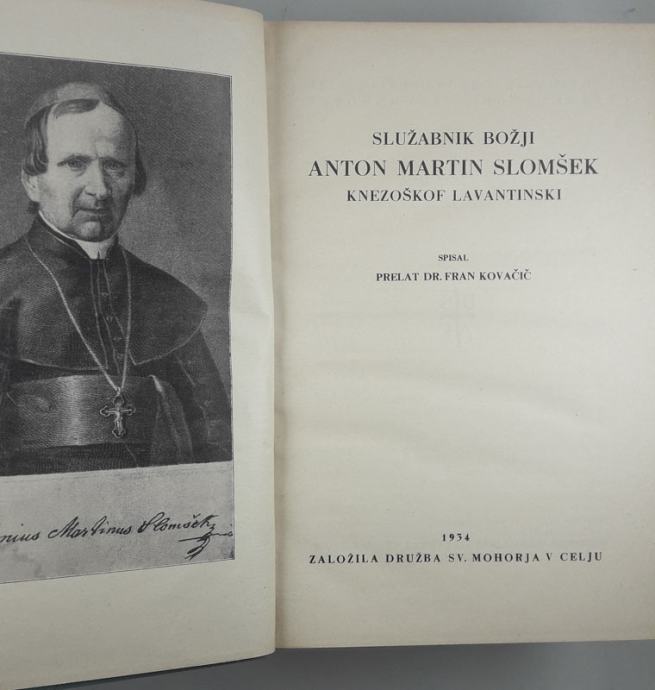 nius Martinus Slomšek
SLUŽABNIK BOŽJI
ANTON MARTIN SLOMŠEK
KNEZOŠKOF LAVANTINSKI
SPISAL
PRELAT DR. FRAN KOVAČIČ
1934
ZALOŽILA DRUŽBA SV. MOHORJA V CELJU